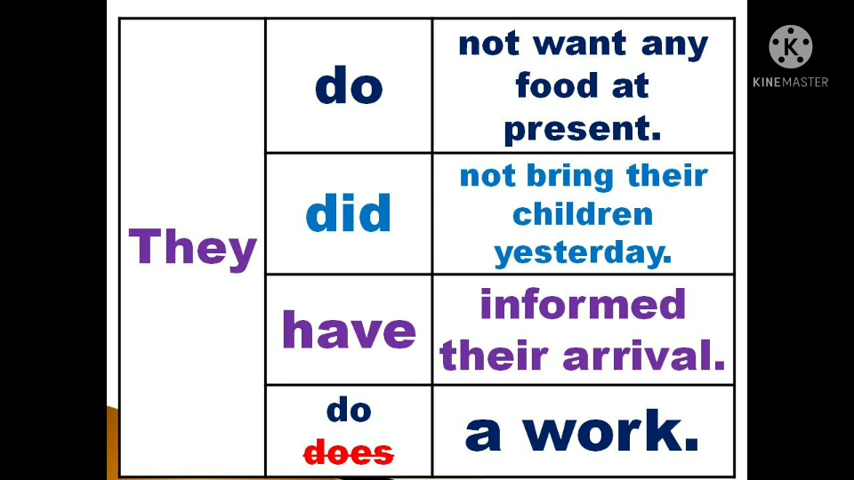 They
do
not want any
food at
present.
did
not bring their
children
yesterday.
have
informed
their arrival.
do
does
a work.
K
KINEMASTER